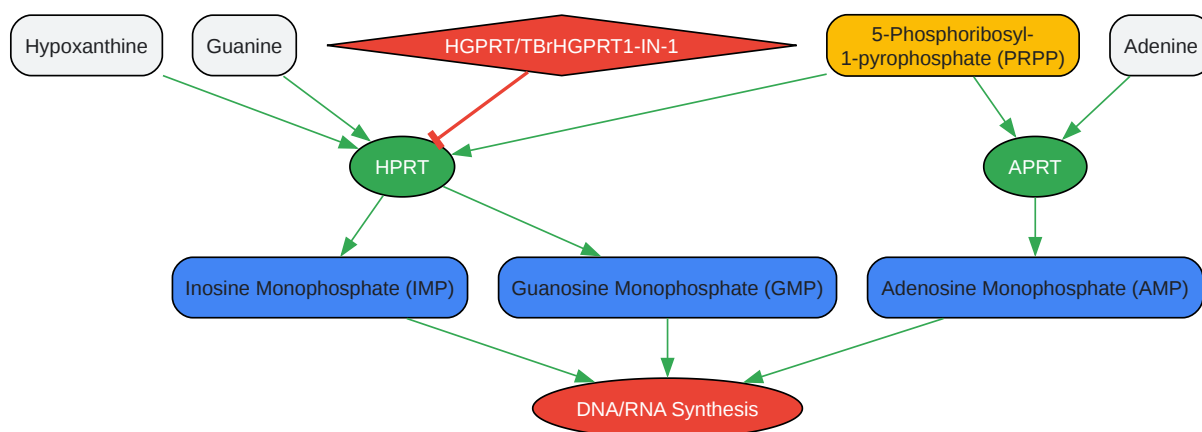 Hypoxanthine
Guanine
HGPRT/TBrHGPRT1-IN-1
5-Phosphoribosyl-
1-pyrophosphate (PRPP)
Adenine
HPRT
APRT
Inosine Monophosphate (IMP)
Guanosine Monophosphate (GMP)
Adenosine Monophosphate (AMP)
DNA/RNA Synthesis